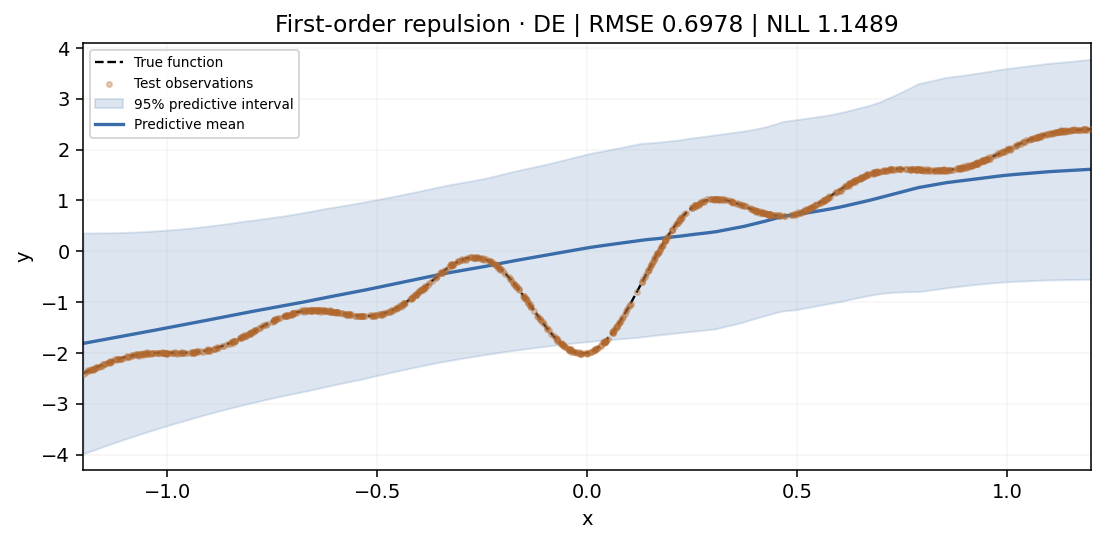 First-order repulsion · DE | RMSE 0.6978 | NLL 1.1489
True function
Test observations
95% predictive interval
Predictive mean
y
4
3
2
1
0
−1
−2
−3
−4
−1.0
−0.5
0.0
0.5
1.0
x